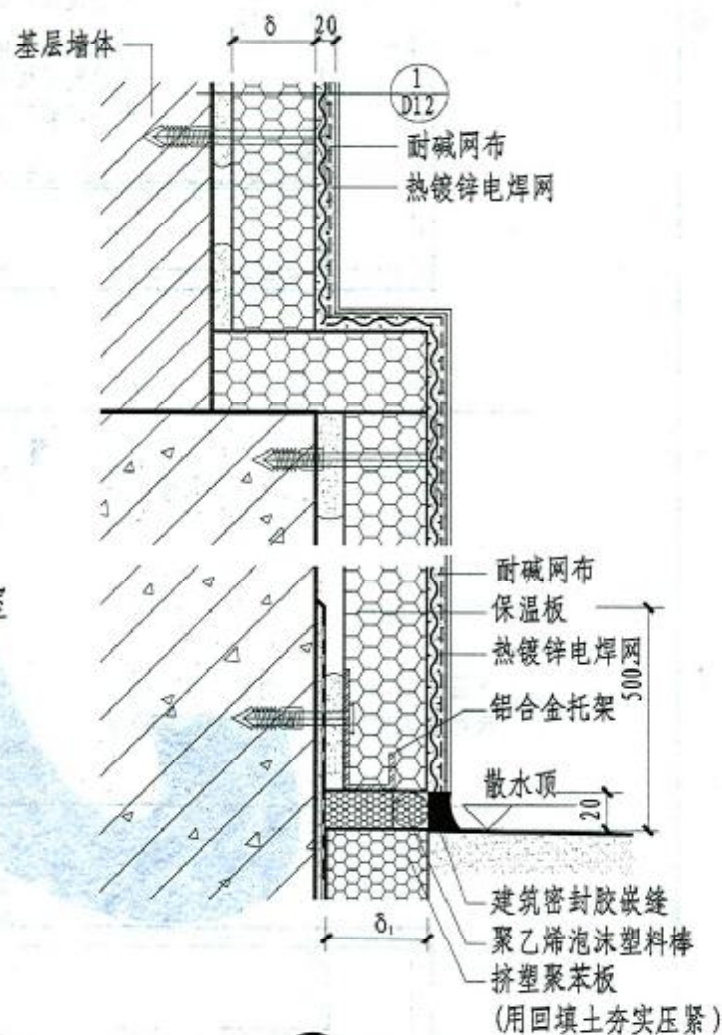 δ 20
基层墙体
1
D12
耐碱网布
热镀锌电焊网
耐碱网布
保温板
热镀锌电焊网
500
铝合金托架
散水顶
20
建筑密封胶嵌缝
δ₁
聚乙烯泡沫塑料棒
挤塑聚苯板
(用回填土夯实压紧)